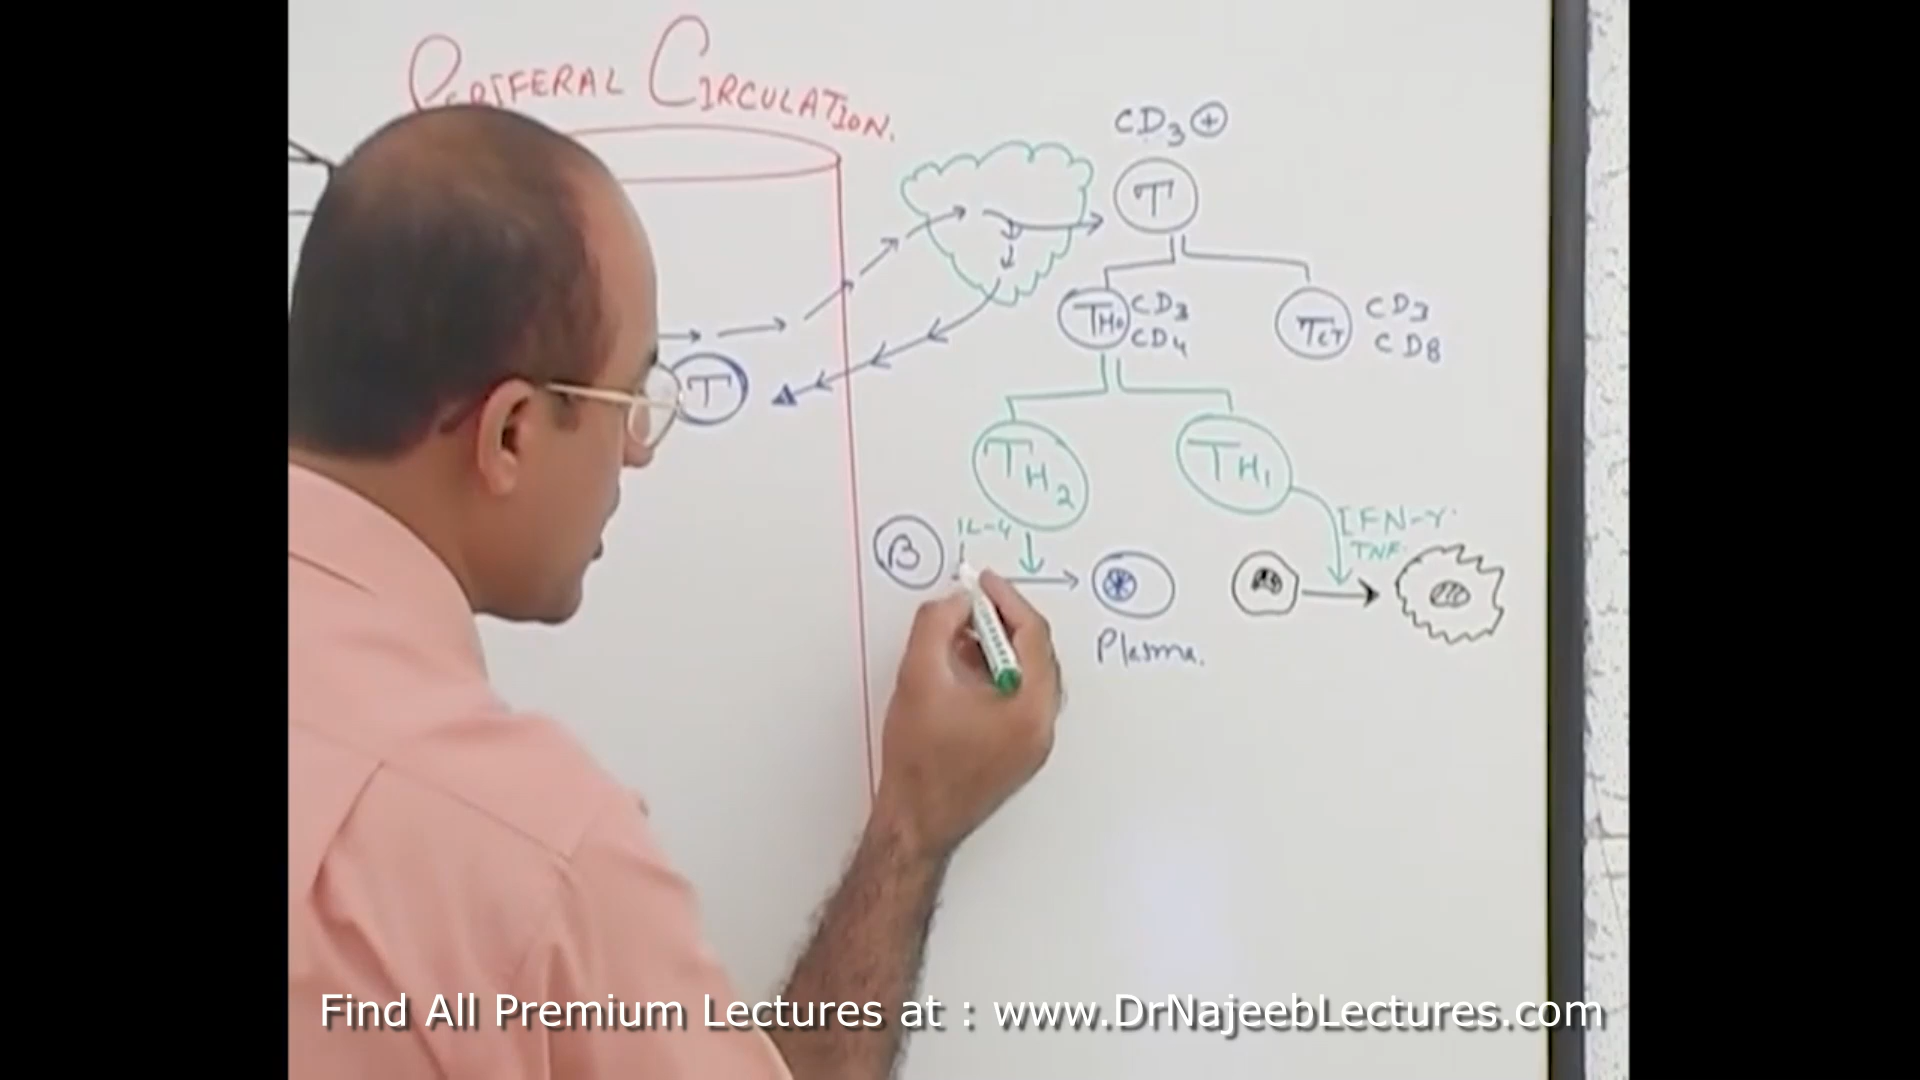 PERIFERAL CIRCULATION.
CD3 +
T
TH0 CD3
CD4
TCT CD3
CD8
T
TH2
TH1
B
IL-4
IFN-γ
TNF
Plasma.
Find All Premium Lectures at : www.DrNajeebLectures.com